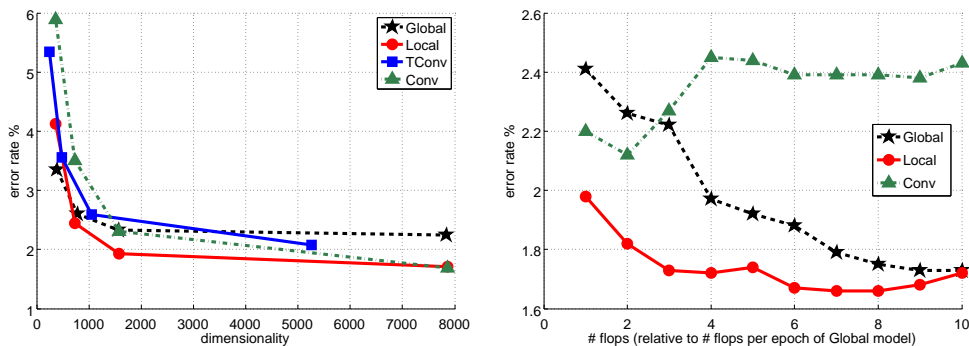 6
5
4
3
2
1
0
1000
2000
3000
4000
5000
6000
7000
8000
error rate %
dimensionality
Global
Local
TConv
Conv
2.6
2.4
2.2
2
1.8
1.6
0
2
4
6
8
10
error rate %
# flops (relative to # flops per epoch of Global model)
Global
Local
Conv